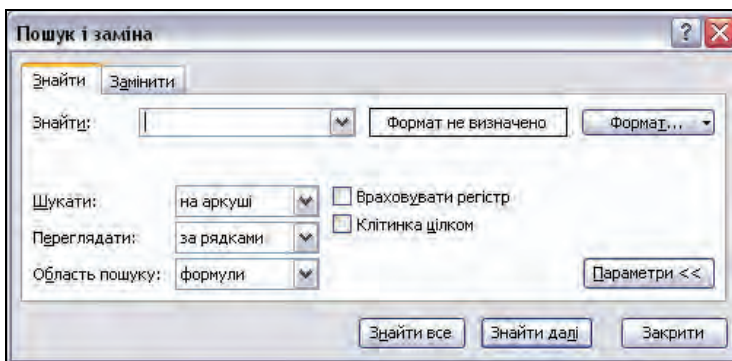 Пошук і заміна
Знайти Замінити
Знайти: Формат не визначено Формат...
Шукати: на аркуші Враховувати регістр
Переглядати: за рядками Клітинка цілком
Область пошуку: формули Параметри <<
Знайти все Знайти далі Закрити